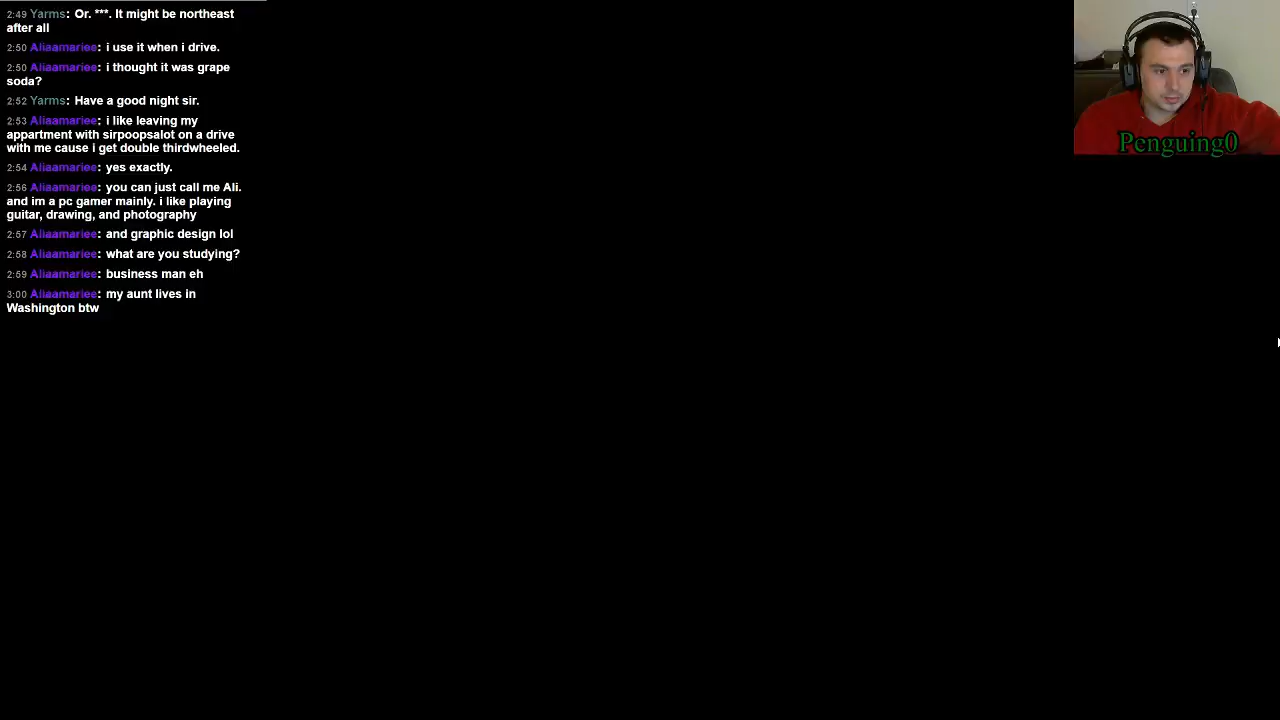 2:49 Yarms: Or. ***. It might be northeast
after all
2:50 Aliaamariee: i use it when i drive.
2:50 Aliaamariee: i thought it was grape
soda?
2:52 Yarms: Have a good night sir.
2:53 Aliaamariee: i like leaving my
appartment with sirpoopsalot on a drive
with me cause i get double thirdwheeled.
2:54 Aliaamariee: yes exactly.
2:56 Aliaamariee: you can just call me Ali.
and im a pc gamer mainly. i like playing
guitar, drawing, and photography
2:57 Aliaamariee: and graphic design lol
2:58 Aliaamariee: what are you studying?
2:59 Aliaamariee: business man eh
3:00 Aliaamariee: my aunt lives in
Washington btw
Penguing0